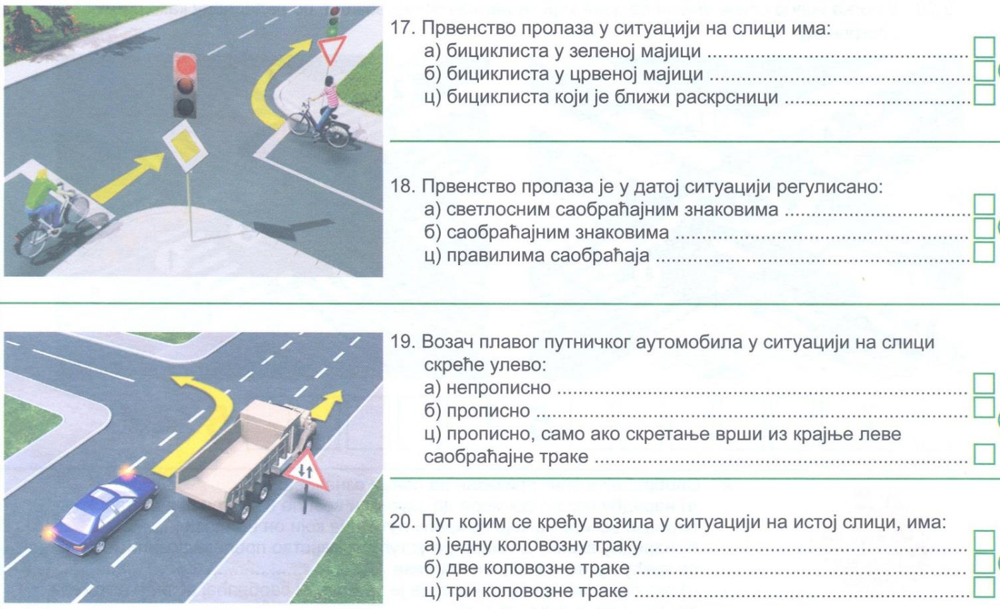 17. Првенство пролаза у ситуацији на слици има:
а) бициклиста у зеленој мајици
б) бициклиста у црвеној мајици
ц) бициклиста који је ближи раскрсници
18. Првенство пролаза је у датој ситуацији регулисано:
а) светлосним саобраћајним знаковима
б) саобраћајним знаковима
ц) правилима саобраћаја
19. Возач плавог путничког аутомобила у ситуацији на слици
скреће улево:
а) непрописно
б) прописно
ц) прописно, само ако скретање врши из крајње леве
саобраћајне траке
20. Пут којим се крећу возила у ситуацији на истој слици, има:
а) једну коловозну траку
б) две коловозне траке
ц) три коловозне траке